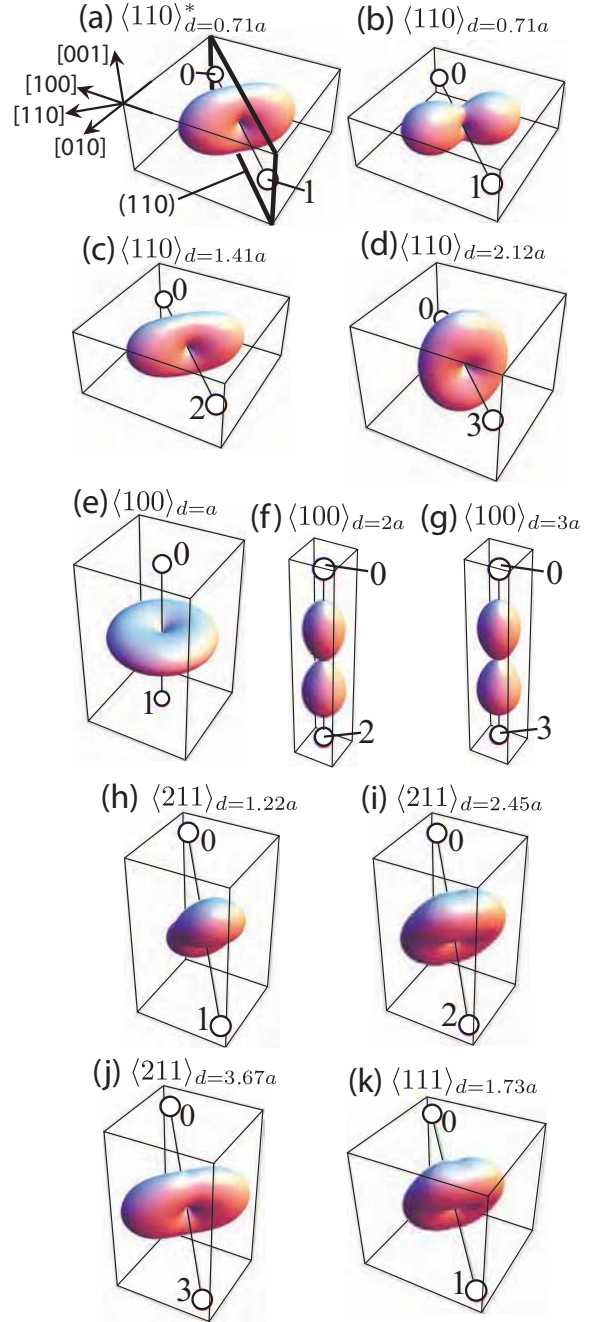 (a) ⟨110⟩*d=0.71a
(b) ⟨110⟩d=0.71a
[001]
[100]
[110]
[010]
0
1
(110)
0
1
(c) ⟨110⟩d=1.41a
(d) ⟨110⟩d=2.12a
0
2
0
3
(e) ⟨100⟩d=a
(f) ⟨100⟩d=2a
(g) ⟨100⟩d=3a
0
1
0
2
0
3
(h) ⟨211⟩d=1.22a
(i) ⟨211⟩d=2.45a
0
1
0
2
(j) ⟨211⟩d=3.67a
(k) ⟨111⟩d=1.73a
0
3
0
1